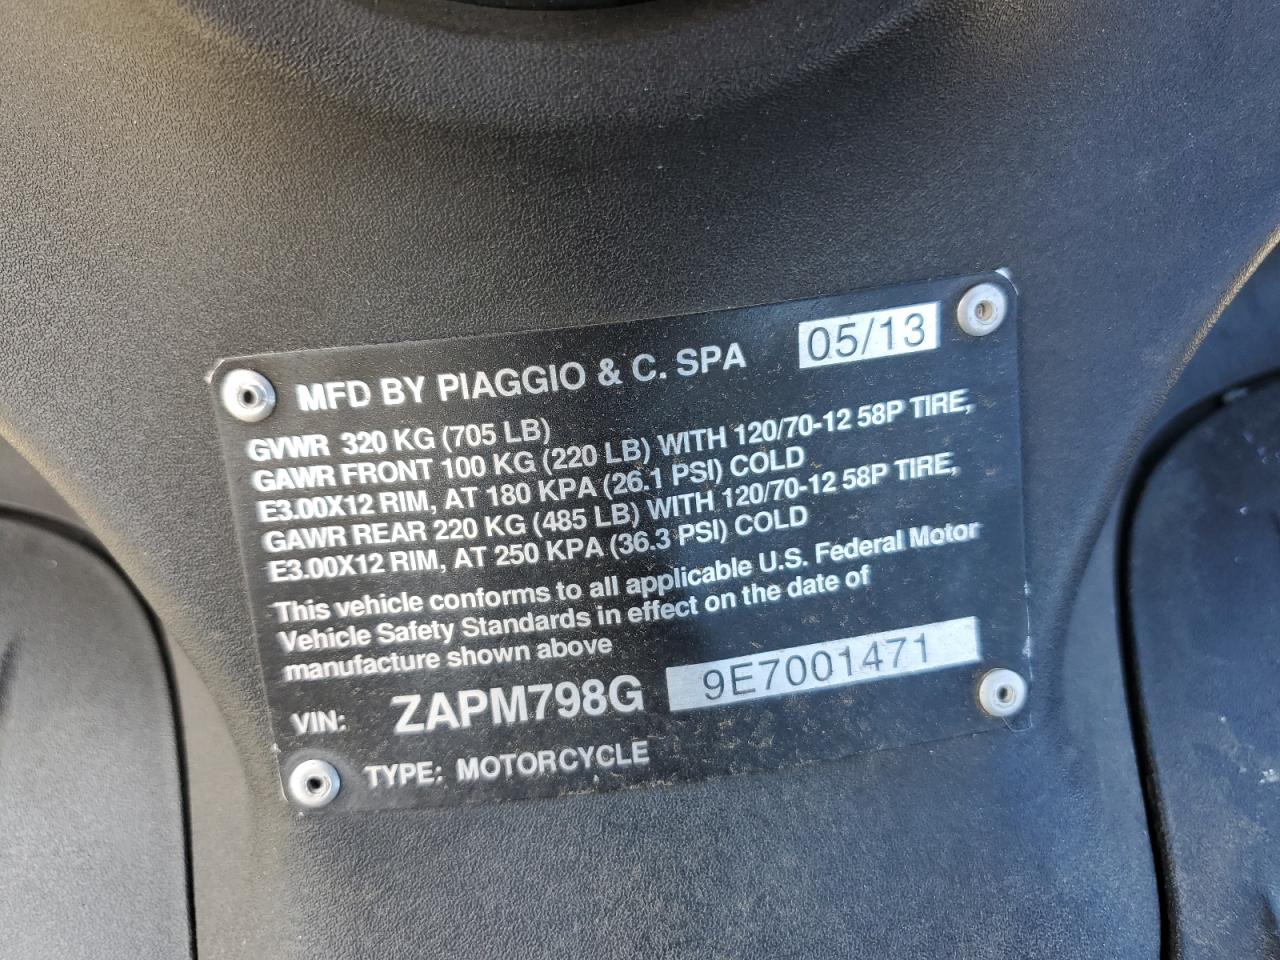 MFD BY PIAGGIO & C. SPA 05/13
GVWR 320 KG (705 LB)
GAWR FRONT 100 KG (220 LB) WITH 120/70-12 58P TIRE,
E3.00X12 RIM, AT 180 KPA (26.1 PSI) COLD
GAWR REAR 220 KG (485 LB) WITH 120/70-12 58P TIRE,
E3.00X12 RIM, AT 250 KPA (36.3 PSI) COLD
This vehicle conforms to all applicable U.S. Federal Motor
Vehicle Safety Standards in effect on the date of
manufacture shown above
VIN: ZAPM798G 9E7001471
TYPE: MOTORCYCLE